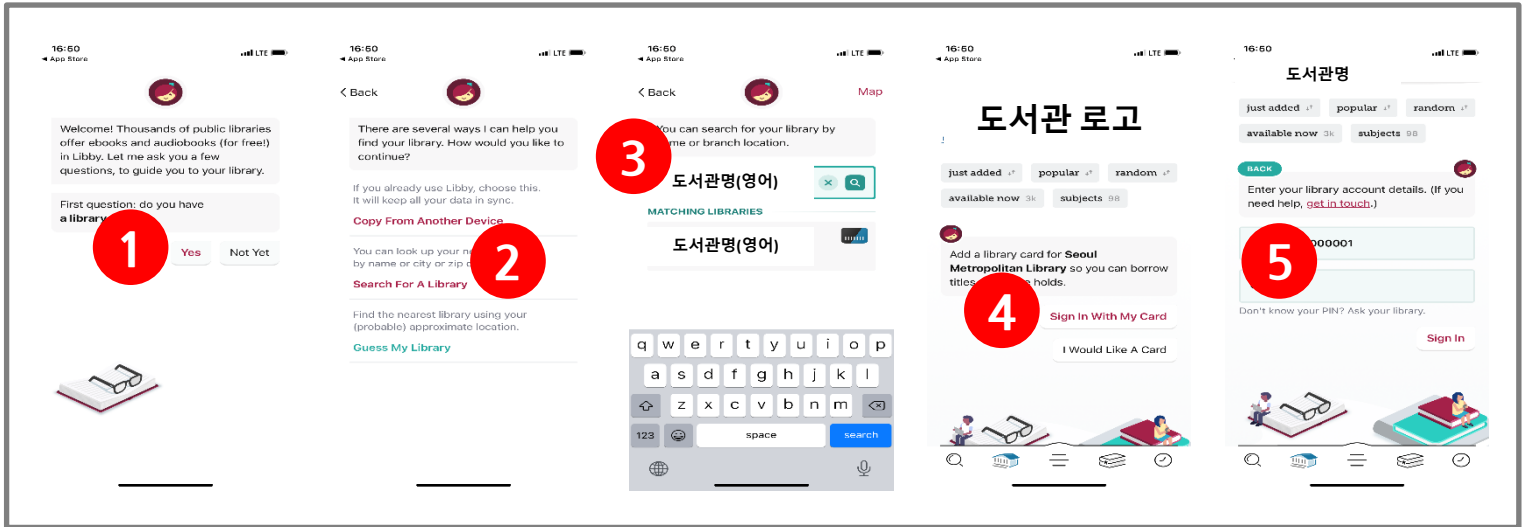 16:50
App Store
LTE
Welcome! Thousands of public libraries
offer ebooks and audiobooks (for free!)
in Libby. Let me ask you a few
questions, to guide you to your library.
First question: do you have
a library
1
Yes
Not Yet
16:50
App Store
LTE
Back
There are several ways I can help you
find your library. How would you like to
continue?
If you already use Libby, choose this.
It will keep all your data in sync.
Copy From Another Device
You can look up your
by name or city or zip
2
Search For A Library
Find the nearest library using your
(probable) approximate location.
Guess My Library
16:50
App Store
LTE
Back
Map
You can search for your library by
or branch location.
3
도서관명(영어)
MATCHING LIBRARIES
도서관명(영어)
q w e r t y u i o p
a s d f g h j k l
z x c v b n m
123
space
search
16:50
App Store
LTE
도서관 로고
just added
popular
random
available now 3k
subjects 98
Add a library card for Seoul
Metropolitan Library so you can borrow
titles holds.
4
Sign In With My Card
I Would Like A Card
16:50
LTE
도서관명
just added
popular
random
available now 3k
subjects 98
BACK
Enter your library account details. (If you
need help, get in touch.)
000001
5
Don't know your PIN? Ask your library.
Sign In